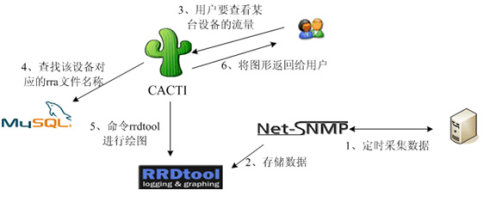 3、用户要查看某
台设备的流量
4、查找该设备对
应的rra文件名称
6、将图形返回给用户
CACTI
MySQL
5、命令rrdtool
进行绘图
Net-SNMP
1、定时采集数据
2、存储数据
RRDtool
logging & graphing